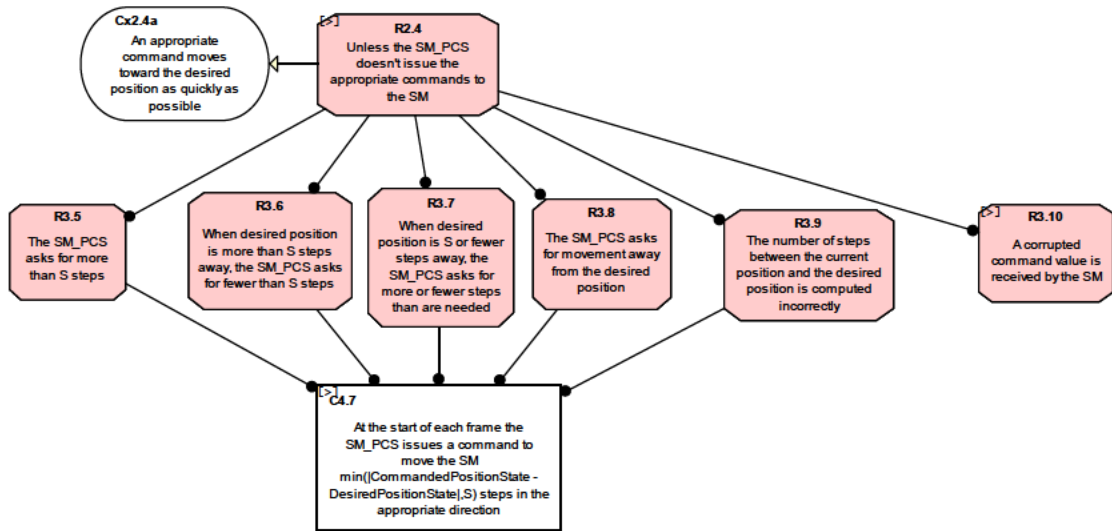 Cx2.4a
An appropriate
command moves
toward the desired
position as quickly as
possible
[>]
R2.4
Unless the SM_PCS
doesn't issue the
appropriate commands to
the SM
R3.5
The SM_PCS
asks for more
than S steps
R3.6
When desired position
is more than S steps
away, the SM_PCS asks
for fewer than S steps
R3.7
When desired
position is S or fewer
steps away, the
SM_PCS asks for
more or fewer steps
than are needed
R3.8
The SM_PCS asks
for movement away
from the desired
position
R3.9
The number of steps
between the current
position and the desired
position is computed
incorrectly
[>]
R3.10
A corrupted
command value is
received by the SM
[>]
C4.7
At the start of each frame the
SM_PCS issues a command to
move the SM
min(|CommandedPositionState -
DesiredPositionState|,S) steps in the
appropriate direction